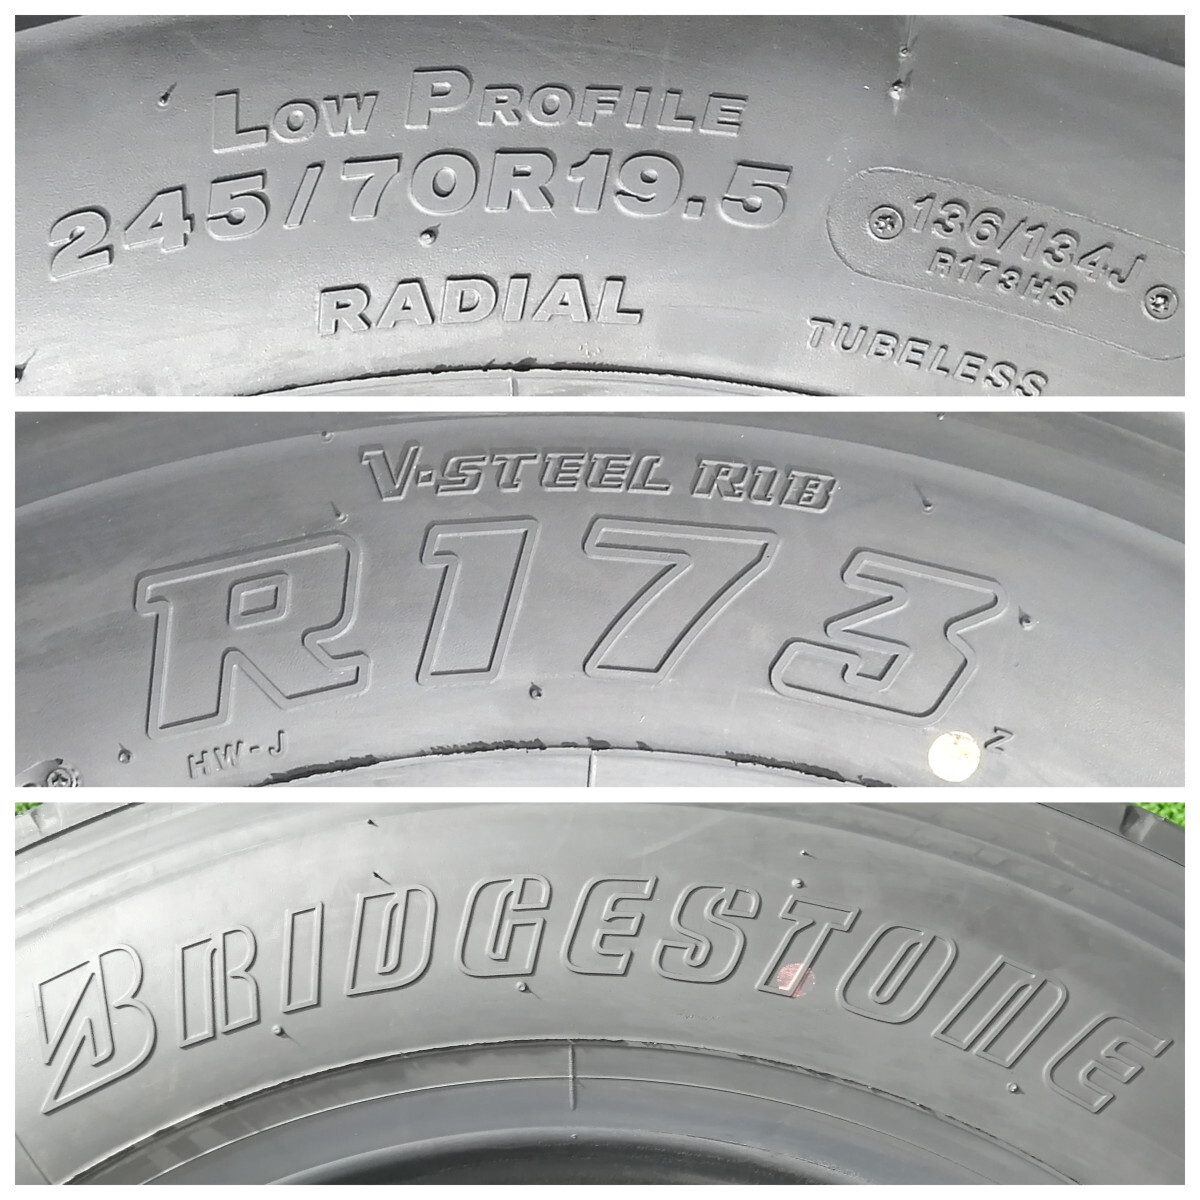 LOW PROFILE
245/70R19.5
RADIAL
136/134J
R173HS
TUBELESS
V-STEEL RIB
R173
HW-J
Z
BRIDGESTONE